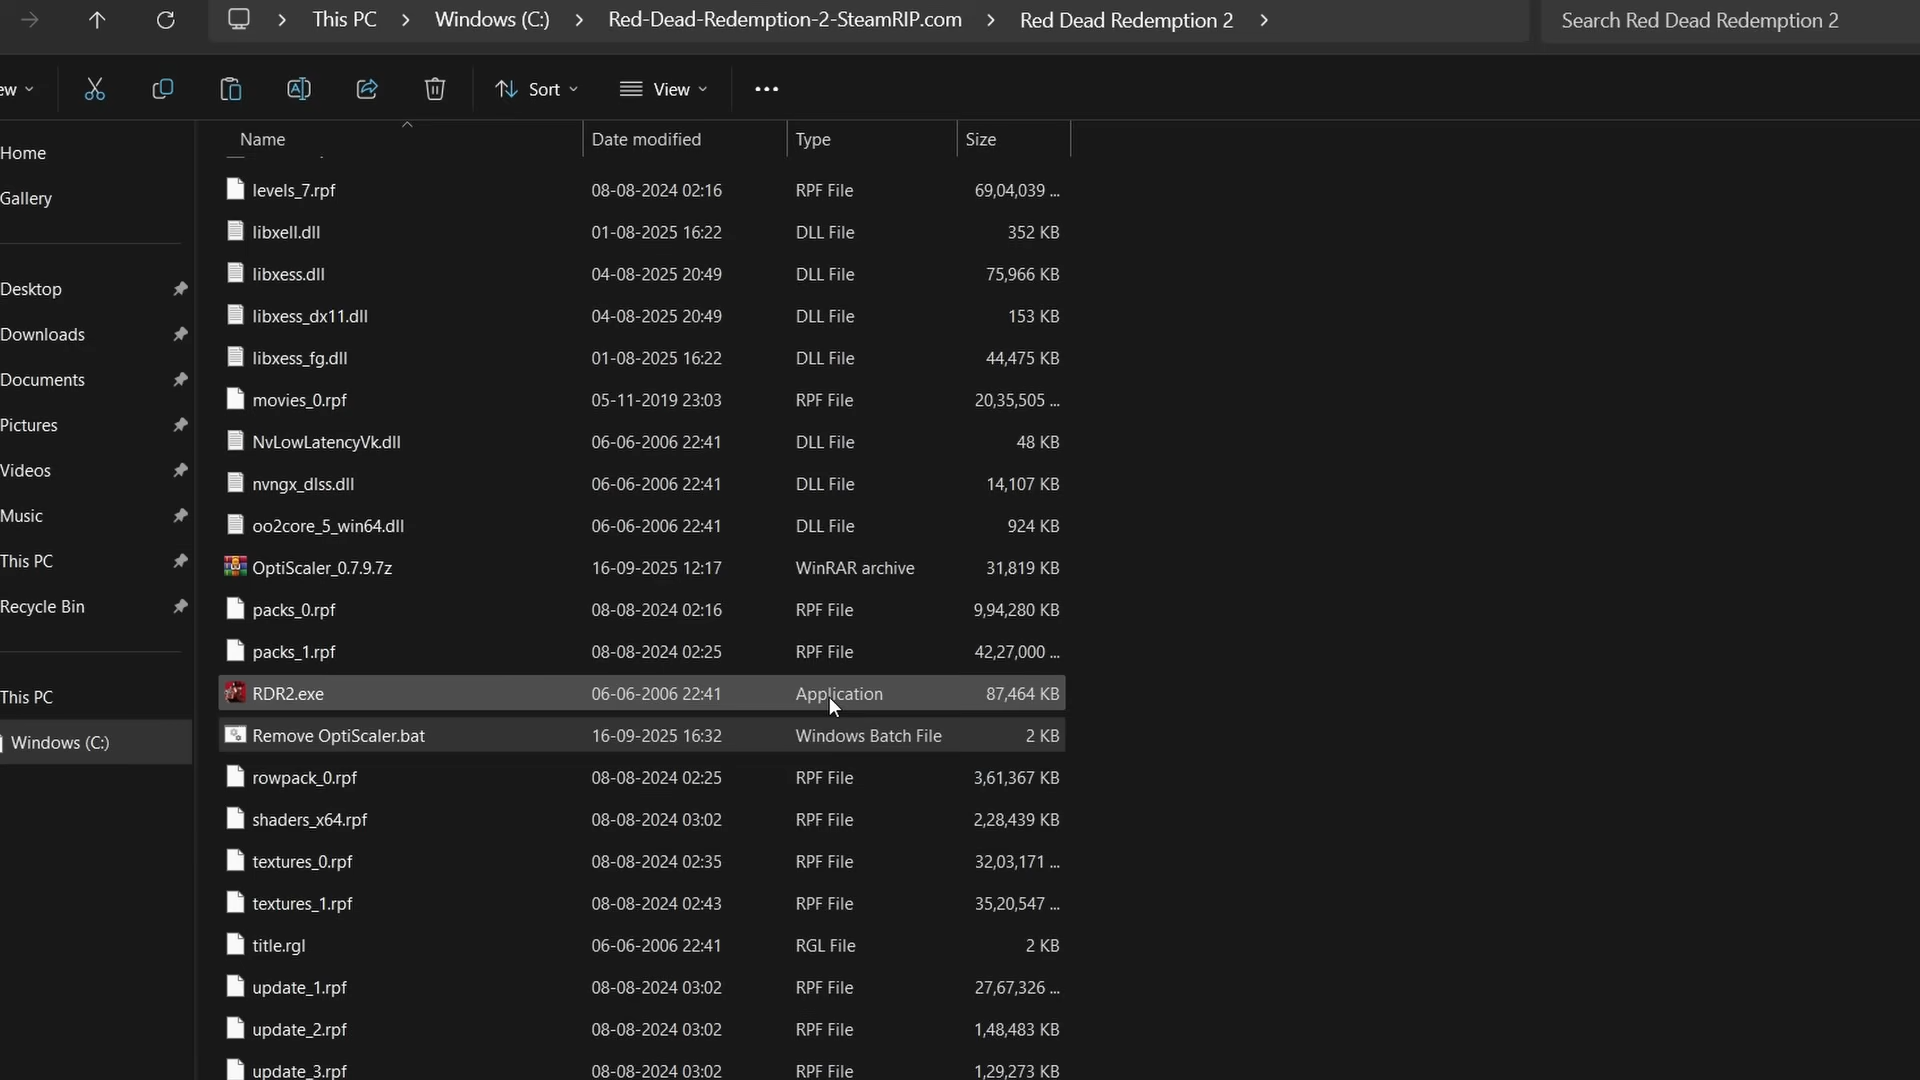 This PC > Windows (C:) > Red-Dead-Redemption-2-SteamRIP.com > Red Dead Redemption 2 >
Search Red Dead Redemption 2
ew
Sort
View
Name Date modified Type Size
Home
Gallery
Desktop
Downloads
Documents
Pictures
Videos
Music
This PC
Recycle Bin
This PC
Windows (C:)
levels_7.rpf 08-08-2024 02:16 RPF File 69,04,039 ...
libxell.dll 01-08-2025 16:22 DLL File 352 KB
libxess.dll 04-08-2025 20:49 DLL File 75,966 KB
libxess_dx11.dll 04-08-2025 20:49 DLL File 153 KB
libxess_fg.dll 01-08-2025 16:22 DLL File 44,475 KB
movies_0.rpf 05-11-2019 23:03 RPF File 20,35,505 ...
NvLowLatencyVk.dll 06-06-2006 22:41 DLL File 48 KB
nvngx_dlss.dll 06-06-2006 22:41 DLL File 14,107 KB
oo2core_5_win64.dll 06-06-2006 22:41 DLL File 924 KB
OptiScaler_0.7.9.7z 16-09-2025 12:17 WinRAR archive 31,819 KB
packs_0.rpf 08-08-2024 02:16 RPF File 9,94,280 KB
packs_1.rpf 08-08-2024 02:25 RPF File 42,27,000 ...
RDR2.exe 06-06-2006 22:41 Application 87,464 KB
Remove OptiScaler.bat 16-09-2025 16:32 Windows Batch File 2 KB
rowpack_0.rpf 08-08-2024 02:25 RPF File 3,61,367 KB
shaders_x64.rpf 08-08-2024 03:02 RPF File 2,28,439 KB
textures_0.rpf 08-08-2024 02:35 RPF File 32,03,171 ...
textures_1.rpf 08-08-2024 02:43 RPF File 35,20,547 ...
title.rgl 06-06-2006 22:41 RGL File 2 KB
update_1.rpf 08-08-2024 03:02 RPF File 27,67,326 ...
update_2.rpf 08-08-2024 03:02 RPF File 1,48,483 KB
update_3.rpf 08-08-2024 03:02 RPF File 1,29,273 KB